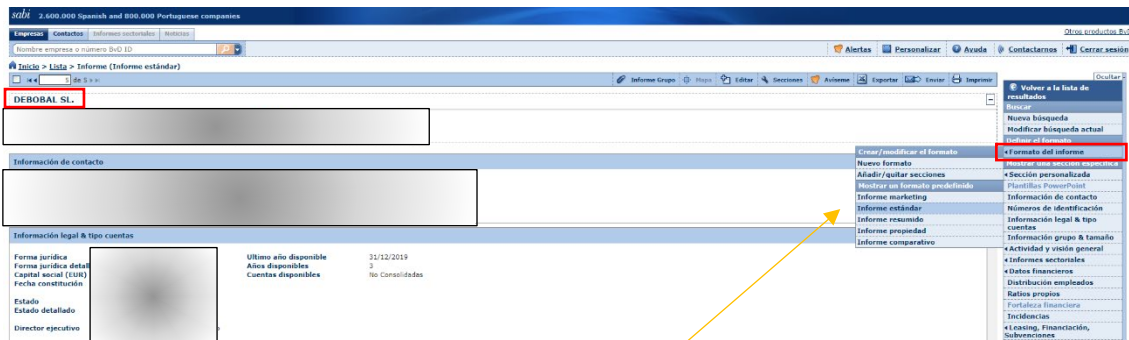 sabi 2.600.000 Spanish and 800.000 Portuguese companies
Empresas Contactos Informes sectoriales Noticias
Otros productos BvD
Nombre empresa o número BvD ID
Alertas Personalizar Ayuda Contactarnos Cerrar sesión
Inicio > Lista > Informe (Informe estándar)
5 de 5
Informe Grupo Mapa Editar Secciones Avíseme Exportar Enviar Imprimir
Ocultar
DEBOBAL SL.
Información de contacto
Información legal & tipo cuentas
Forma jurídica
Forma jurídica detall
Capital social (EUR)
Fecha constitución
Estado
Estado detallado
Director ejecutivo
Ultimo año disponible 31/12/2019
Años disponibles 3
Cuentas disponibles No Consolidadas
Crear/modificar el formato
Nuevo formato
Añadir/quitar secciones
Mostrar un formato predefinido
Informe marketing
Informe estándar
Informe resumido
Informe propiedad
Informe comparativo
Volver a la lista de
resultados
Buscar
Nueva búsqueda
Modificar búsqueda actual
Definir el formato
Formato del informe
Mostrar una sección específica
Sección personalizada
Plantillas PowerPoint
Información de contacto
Números de identificación
Información legal & tipo
cuentas
Información grupo & tamaño
Actividad y visión general
Informes sectoriales
Datos financieros
Distribución empleados
Ratios propios
Fortaleza financiera
Incidencias
Leasing, Financiación,
Subvenciones